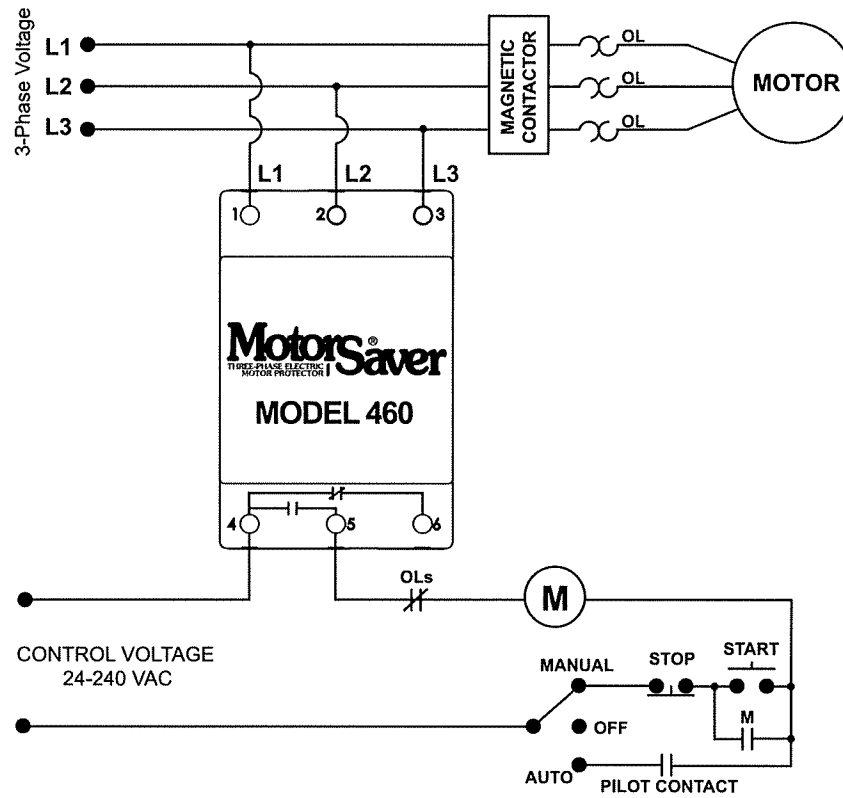 3-Phase Voltage
L1
L2
L3
MAGNETIC
CONTACTOR
OL
OL
OL
MOTOR
L1 L2 L3
1 2 3
MotorSaver®
THREE-PHASE ELECTRIC
MOTOR PROTECTOR
MODEL 460
4 5 6
OLs
M
CONTROL VOLTAGE
24-240 VAC
MANUAL
STOP
START
M
OFF
AUTO
PILOT CONTACT